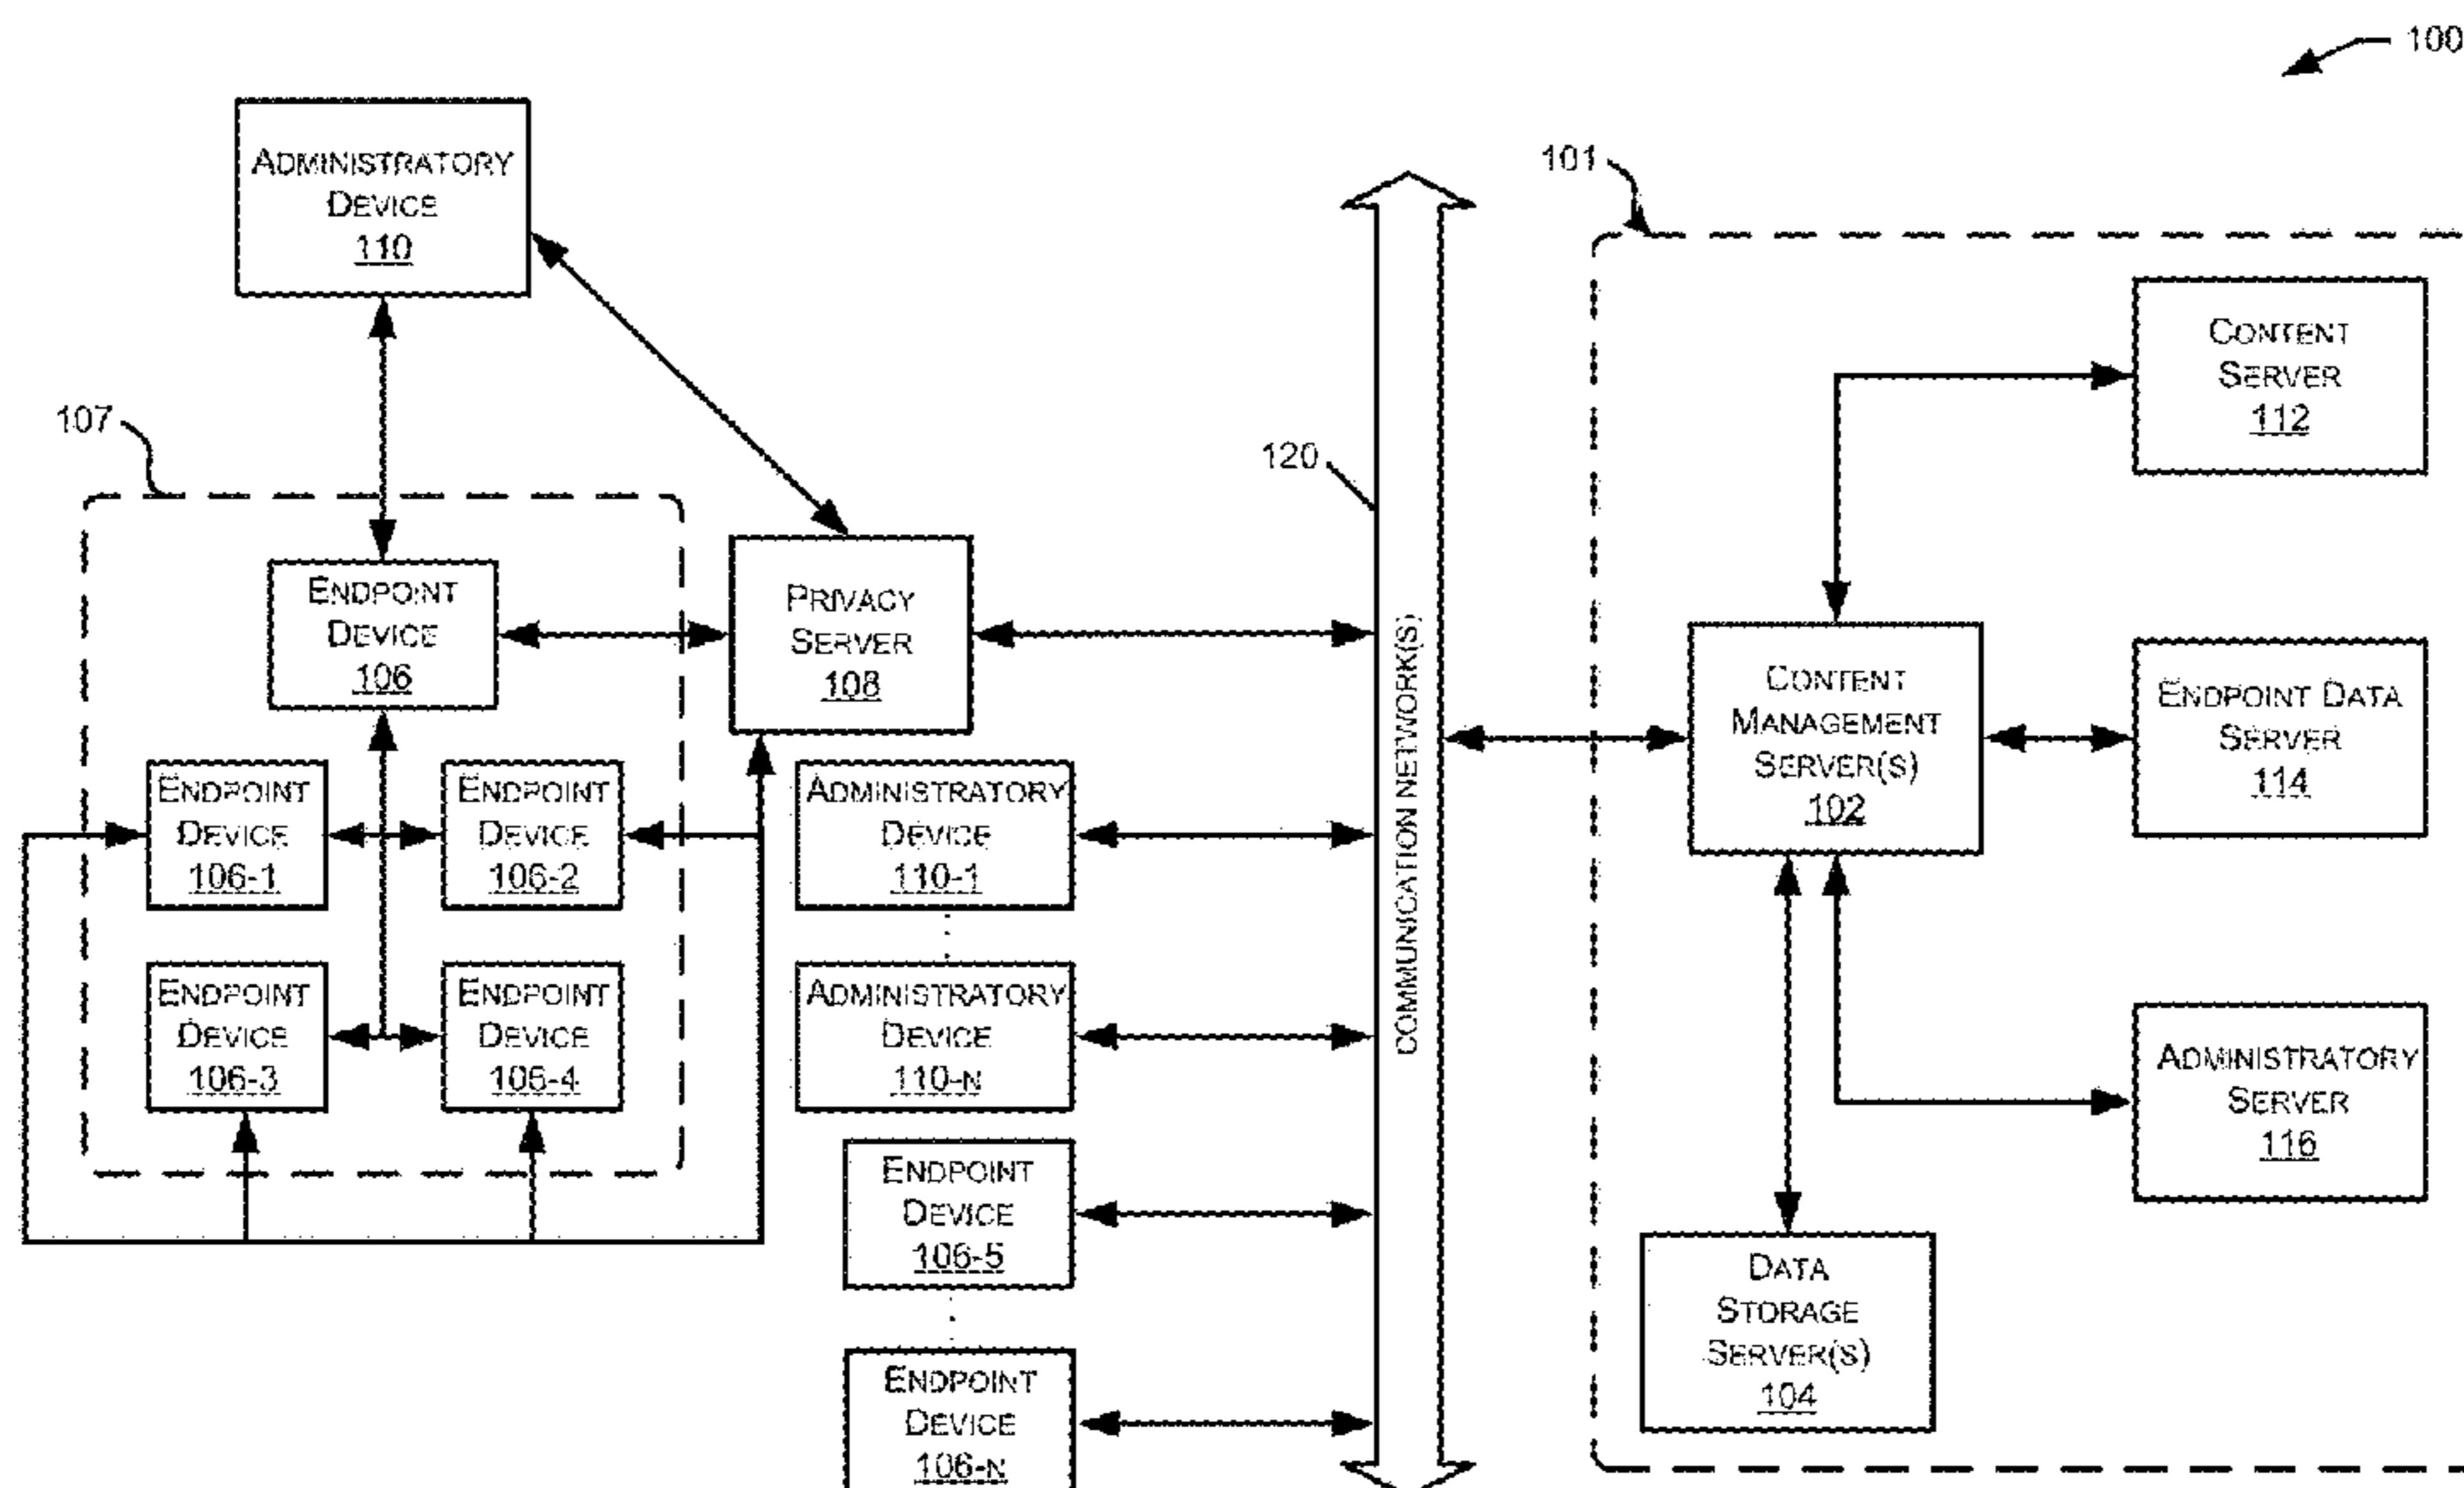 100
ADMINISTRATORY
DEVICE
110
101
107
120
CONTENT
SERVER
112
ENDPOINT
DEVICE
106
PRIVACY
SERVER
108
COMMUNICATION NETWORK(S)
CONTENT
MANAGEMENT
SERVER(S)
102
ENDPOINT DATA
SERVER
114
ENDPOINT
DEVICE
106-1
ENDPOINT
DEVICE
106-2
ADMINISTRATORY
DEVICE
110-1
ENDPOINT
DEVICE
106-3
ENDPOINT
DEVICE
106-4
ADMINISTRATORY
DEVICE
110-N
ADMINISTRATORY
SERVER
116
ENDPOINT
DEVICE
106-5
DATA
STORAGE
SERVER(S)
104
ENDPOINT
DEVICE
106-N